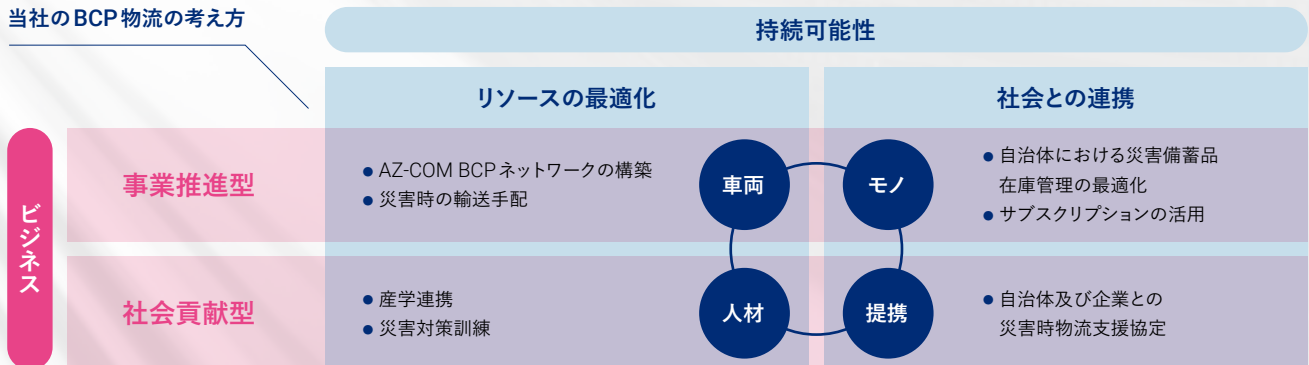 当社のBCP物流の考え方
持続可能性
リソースの最適化
社会との連携
ビジネス
事業推進型
● AZ-COM BCPネットワークの構築
● 災害時の輸送手配
車両
モノ
● 自治体における災害備蓄品
在庫管理の最適化
● サブスクリプションの活用
社会貢献型
● 産学連携
● 災害対策訓練
人材
提携
● 自治体及び企業との
災害時物流支援協定